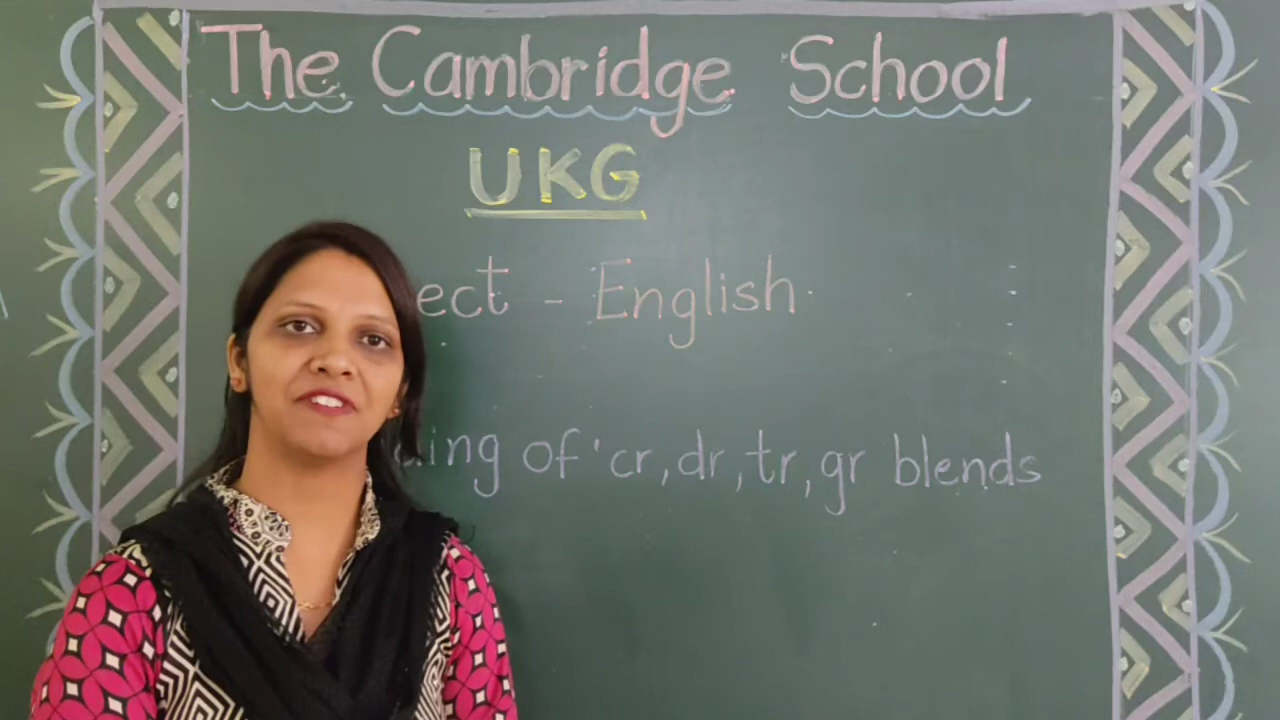 The Cambridge School
UKG
ect - English
ing of 'cr, dr, tr, gr blends